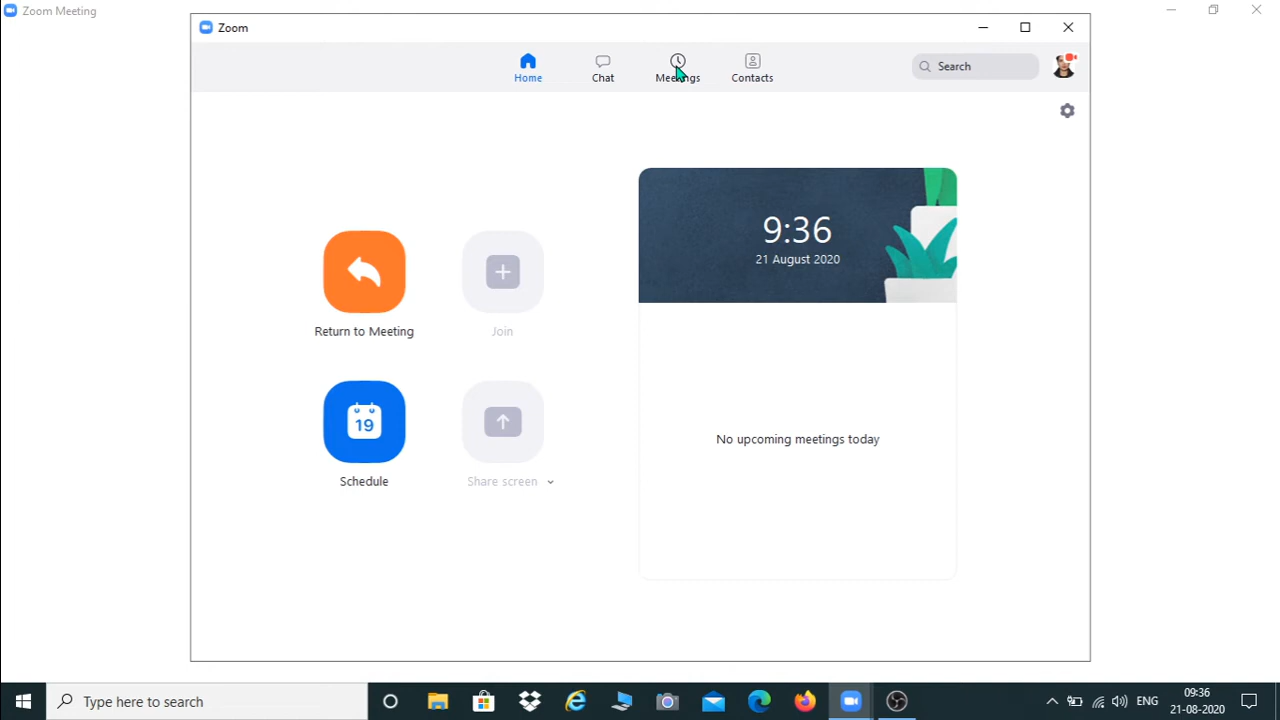 Zoom Meeting
Zoom
Home
Chat
Meetings
Contacts
Search
9:36
21 August 2020
Return to Meeting
Join
19
Schedule
Share screen
No upcoming meetings today
Type here to search
ENG
09:36
21-08-2020